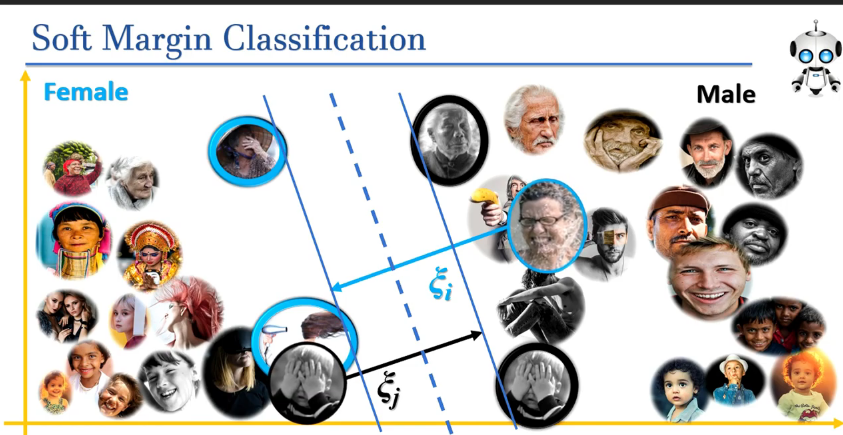 Soft Margin Classification
Female
Male
ξi
ξj